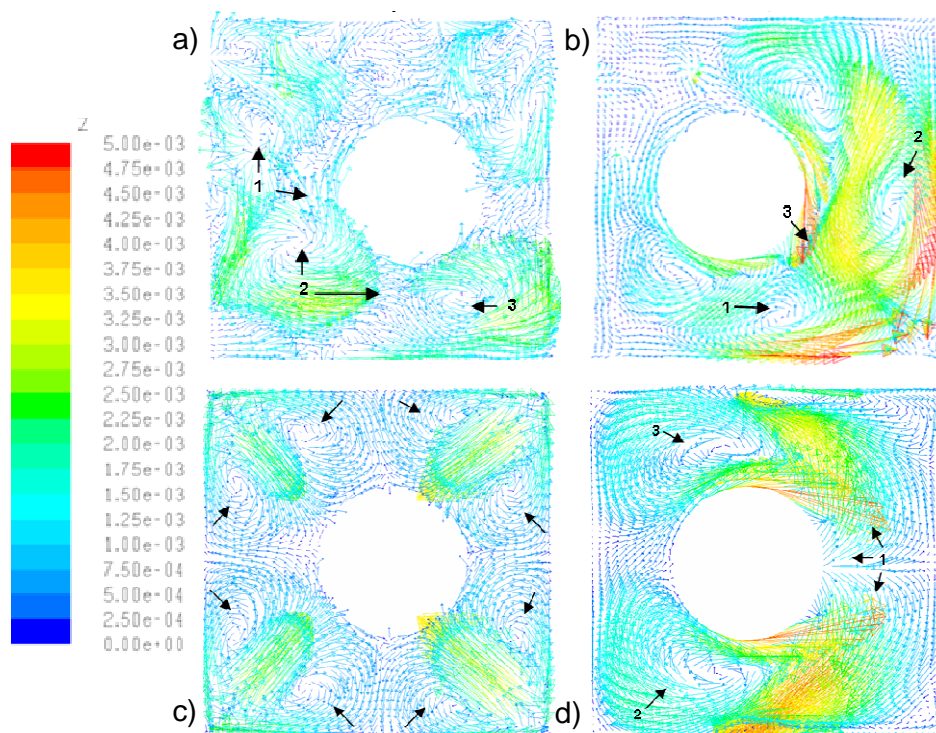 a)
b)
Z
5.00e-03
4.75e-03
4.50e-03
4.25e-03
4.00e-03
3.75e-03
3.50e-03
3.25e-03
3.00e-03
2.75e-03
2.50e-03
2.25e-03
2.00e-03
1.75e-03
1.50e-03
1.25e-03
1.00e-03
7.50e-04
5.00e-04
2.50e-04
0.00e+00
1
2
3
2
3
1
c)
d)
3
1
2